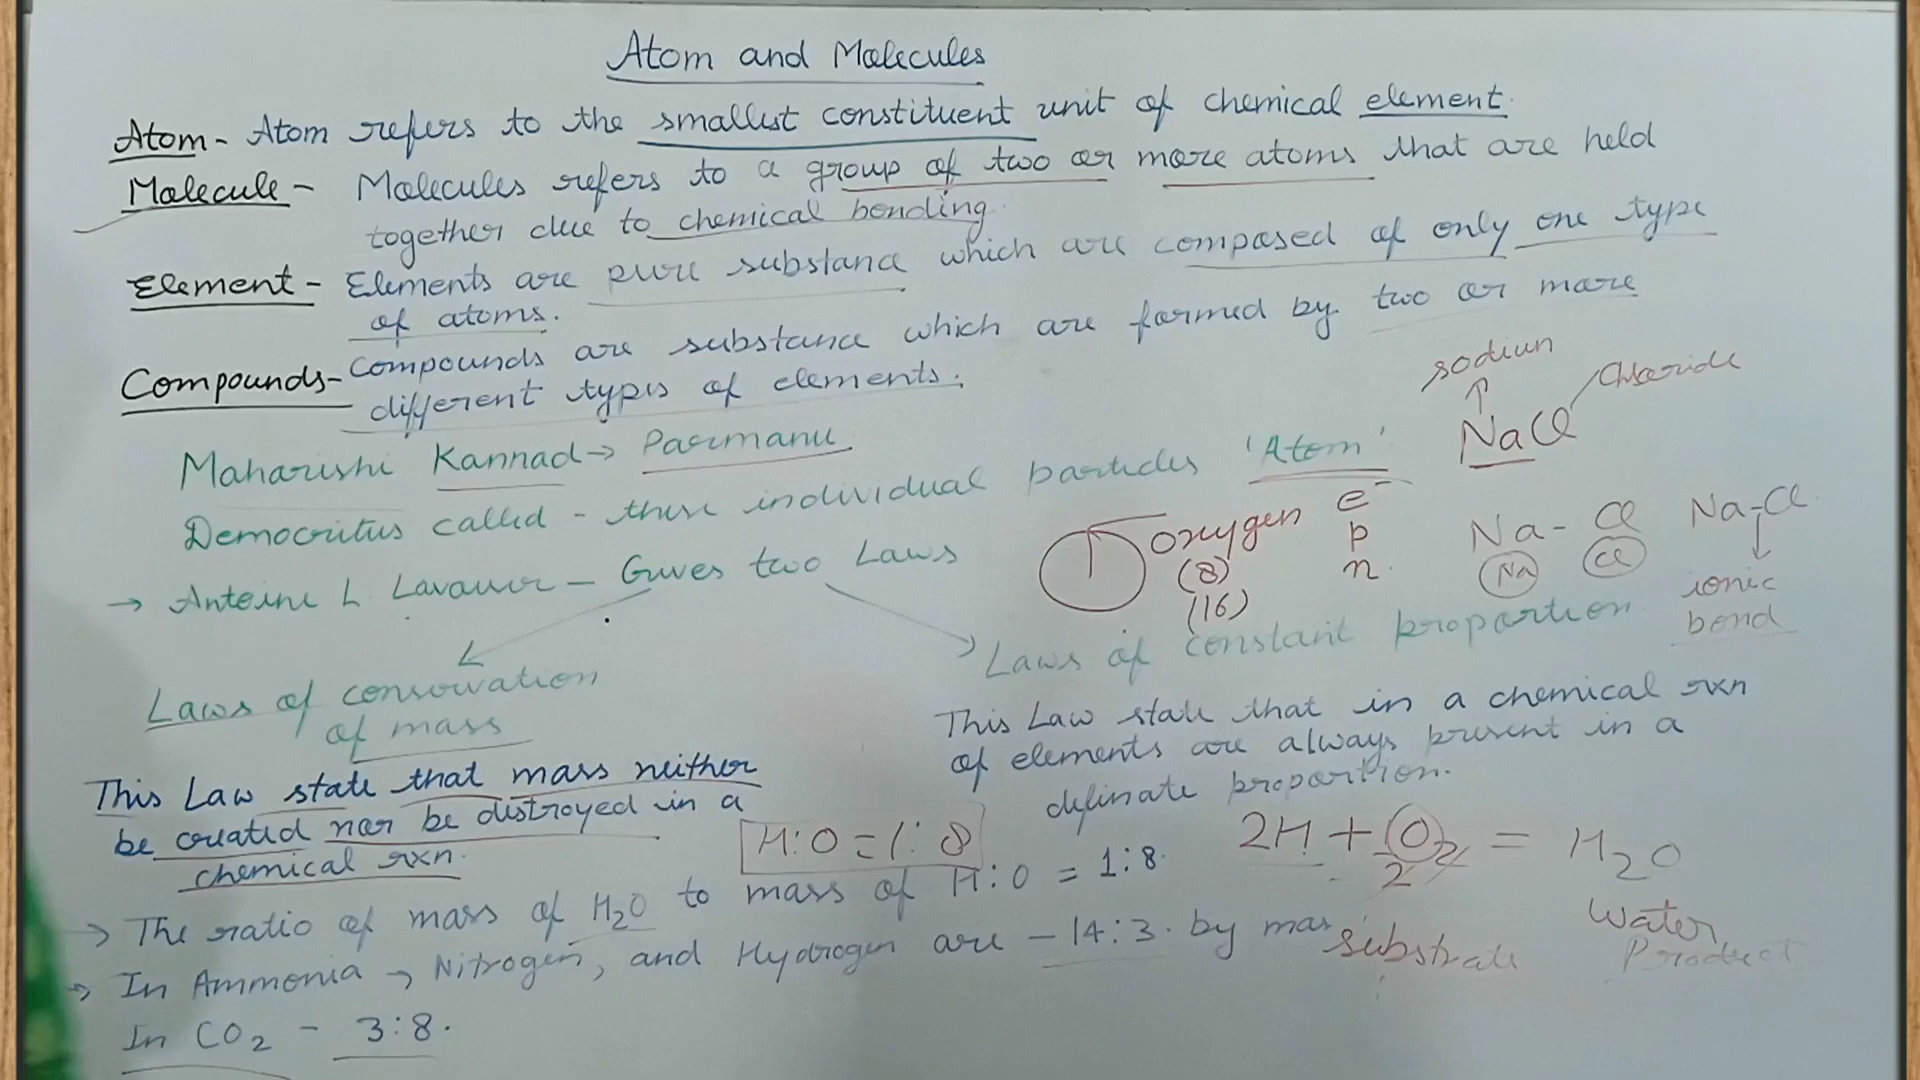 Atom and Molecules
Atom - Atom refers to the smallest constituent unit of chemical element.
Molecule - Molecules refers to a group of two or more atoms that are held
together due to chemical bonding.
Element - Elements are pure substance which are composed of only one type
of atoms.
Compounds - Compounds are substance which are formed by two or more
different types of elements.
sodium
Chloride
NaCl
Maharishi Kannad → Parmanu
Democritus called - these individual particles 'Atom'
oxygen
(8)
(16)
e⁻
p
n
Na - Cl
Na Cl
Na-Cl
ionic
bond
→ Antoine L. - Gives two Laws
Laws of conservation
of mass
Laws of constant proportion
This Law state that mass neither
be created nor be distroyed in a
chemical rxn.
This Law state that in a chemical rxn
of elements are always present in a
definate proportion.
H:O = 1:8
2H + O₂/2 = H₂O
Water
substrate
Product
→ The ratio of mass of H₂O to mass of H:O = 1:8.
→ In Ammonia → Nitrogen, and Hydrogen are - 14:3. by mas
In CO₂ - 3:8.